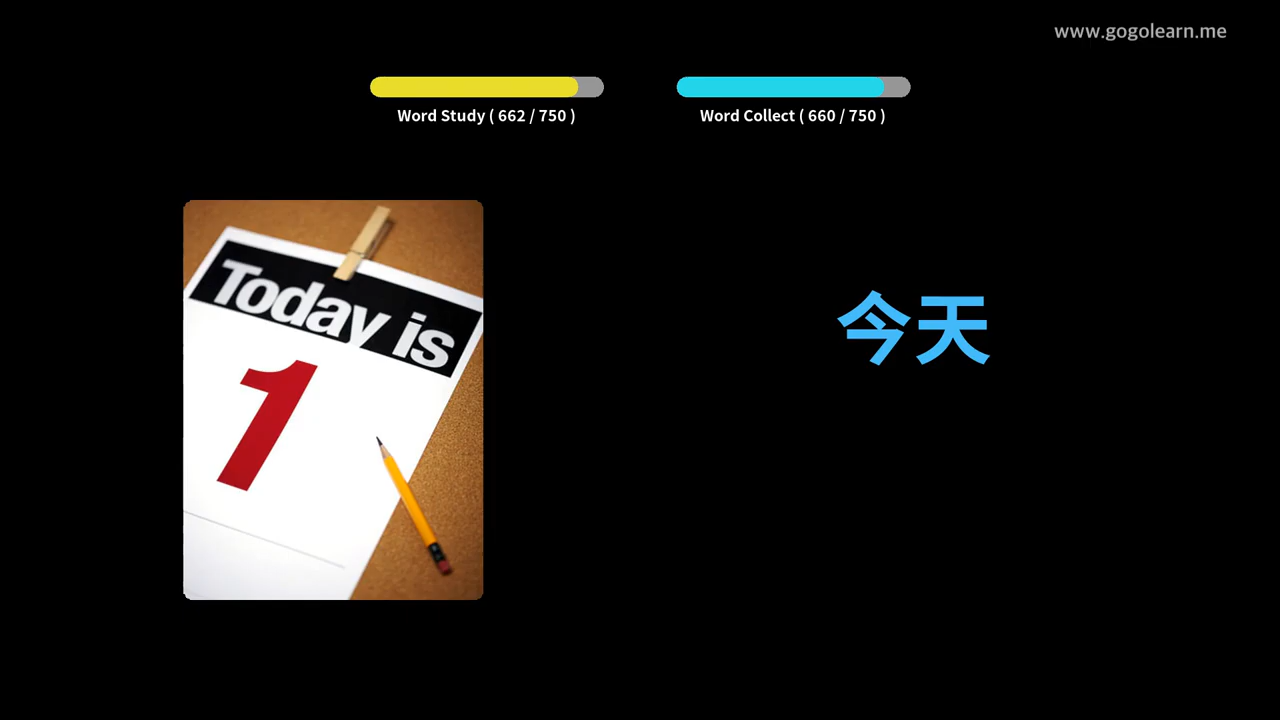 www.gogolearn.me
Word Study ( 662 / 750 )
Word Collect ( 660 / 750 )
Today is
1
今天